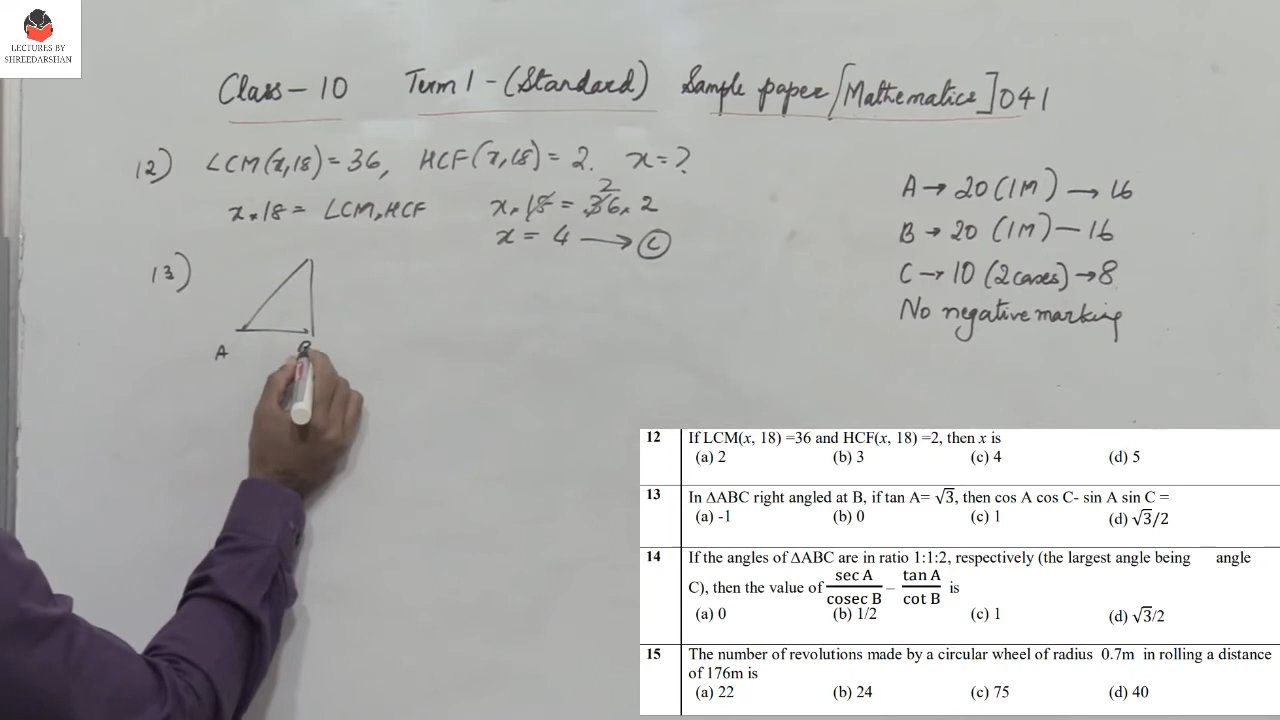 LECTURES BY
SHREEDARSHAN
Class - 10 Term 1 - (Standard) Sample paper [Mathematics] 041
12) LCM(x,18) = 36, HCF(x,18) = 2. x = ?
x × 18 = LCM × HCF x × 18 = 36 × 2
2
x = 4 → C
13)
A B
A → 20 (1M) → 16
B → 20 (1M) - 16
C → 10 (2 cases) → 8
No negative marking
12 If LCM(x, 18) =36 and HCF(x, 18) =2, then x is
(a) 2 (b) 3 (c) 4 (d) 5
13 In ΔABC right angled at B, if tan A= √3, then cos A cos C- sin A sin C =
(a) -1 (b) 0 (c) 1 (d) √3/2
14 If the angles of ΔABC are in ratio 1:1:2, respectively (the largest angle being angle
C), then the value of sec A/cosec B – tan A/cot B is
(a) 0 (b) 1/2 (c) 1 (d) √3/2
15 The number of revolutions made by a circular wheel of radius 0.7m in rolling a distance
of 176m is
(a) 22 (b) 24 (c) 75 (d) 40